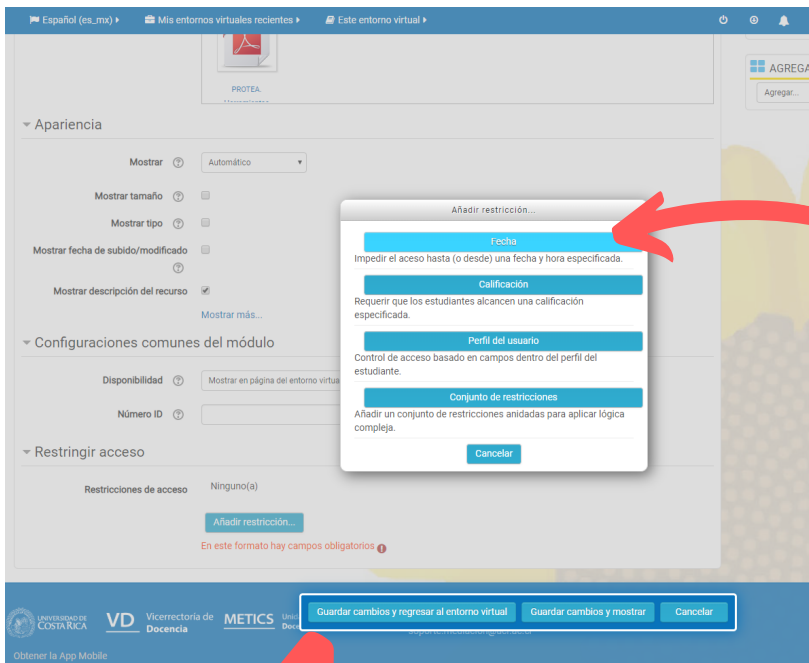 Español (es_mx) Mis entornos virtuales recientes Este entorno virtual
PROTEA.
AGREGA
Agregar...
Apariencia
Mostrar Automático
Mostrar tamaño
Mostrar tipo
Mostrar fecha de subido/modificado
Mostrar descripción del recurso
Mostrar más...
Configuraciones comunes del módulo
Disponibilidad Mostrar en página del entorno virtua
Número ID
Restringir acceso
Restricciones de acceso Ninguno(a)
Añadir restricción...
En este formato hay campos obligatorios
Añadir restricción...
Fecha
Impedir el aceso hasta (o desde) una fecha y hora especificada.
Calificación
Requerir que los estudiantes alcancen una calificación
especificada.
Perfil del usuario
Control de acceso basado en campos dentro del perfil del
estudiante.
Conjunto de restricciones
Añadir un conjunto de restricciones anidadas para aplicar lógica
compleja.
Cancelar
Guardar cambios y regresar al entorno virtual Guardar cambios y mostrar Cancelar
UNIVERSIDAD DE
COSTA RICA
VD Vicerrectoría de
Docencia
METICS
Obtener la App Mobile